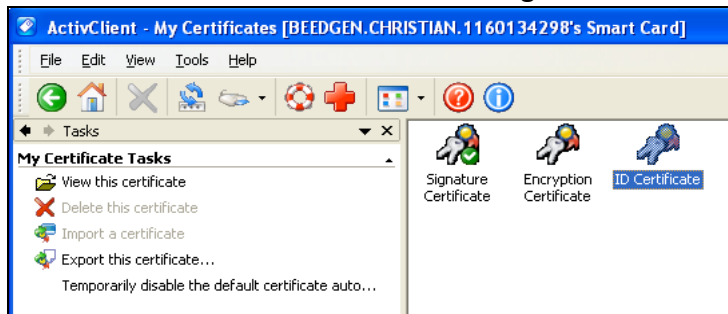 ActivClient - My Certificates [BEEDGEN.CHRISTIAN.1160134298's Smart Card]
File Edit View Tools Help
Tasks
My Certificate Tasks
View this certificate
Delete this certificate
Import a certificate
Export this certificate...
Temporarily disable the default certificate auto...
Signature
Certificate
Encryption
Certificate
ID Certificate